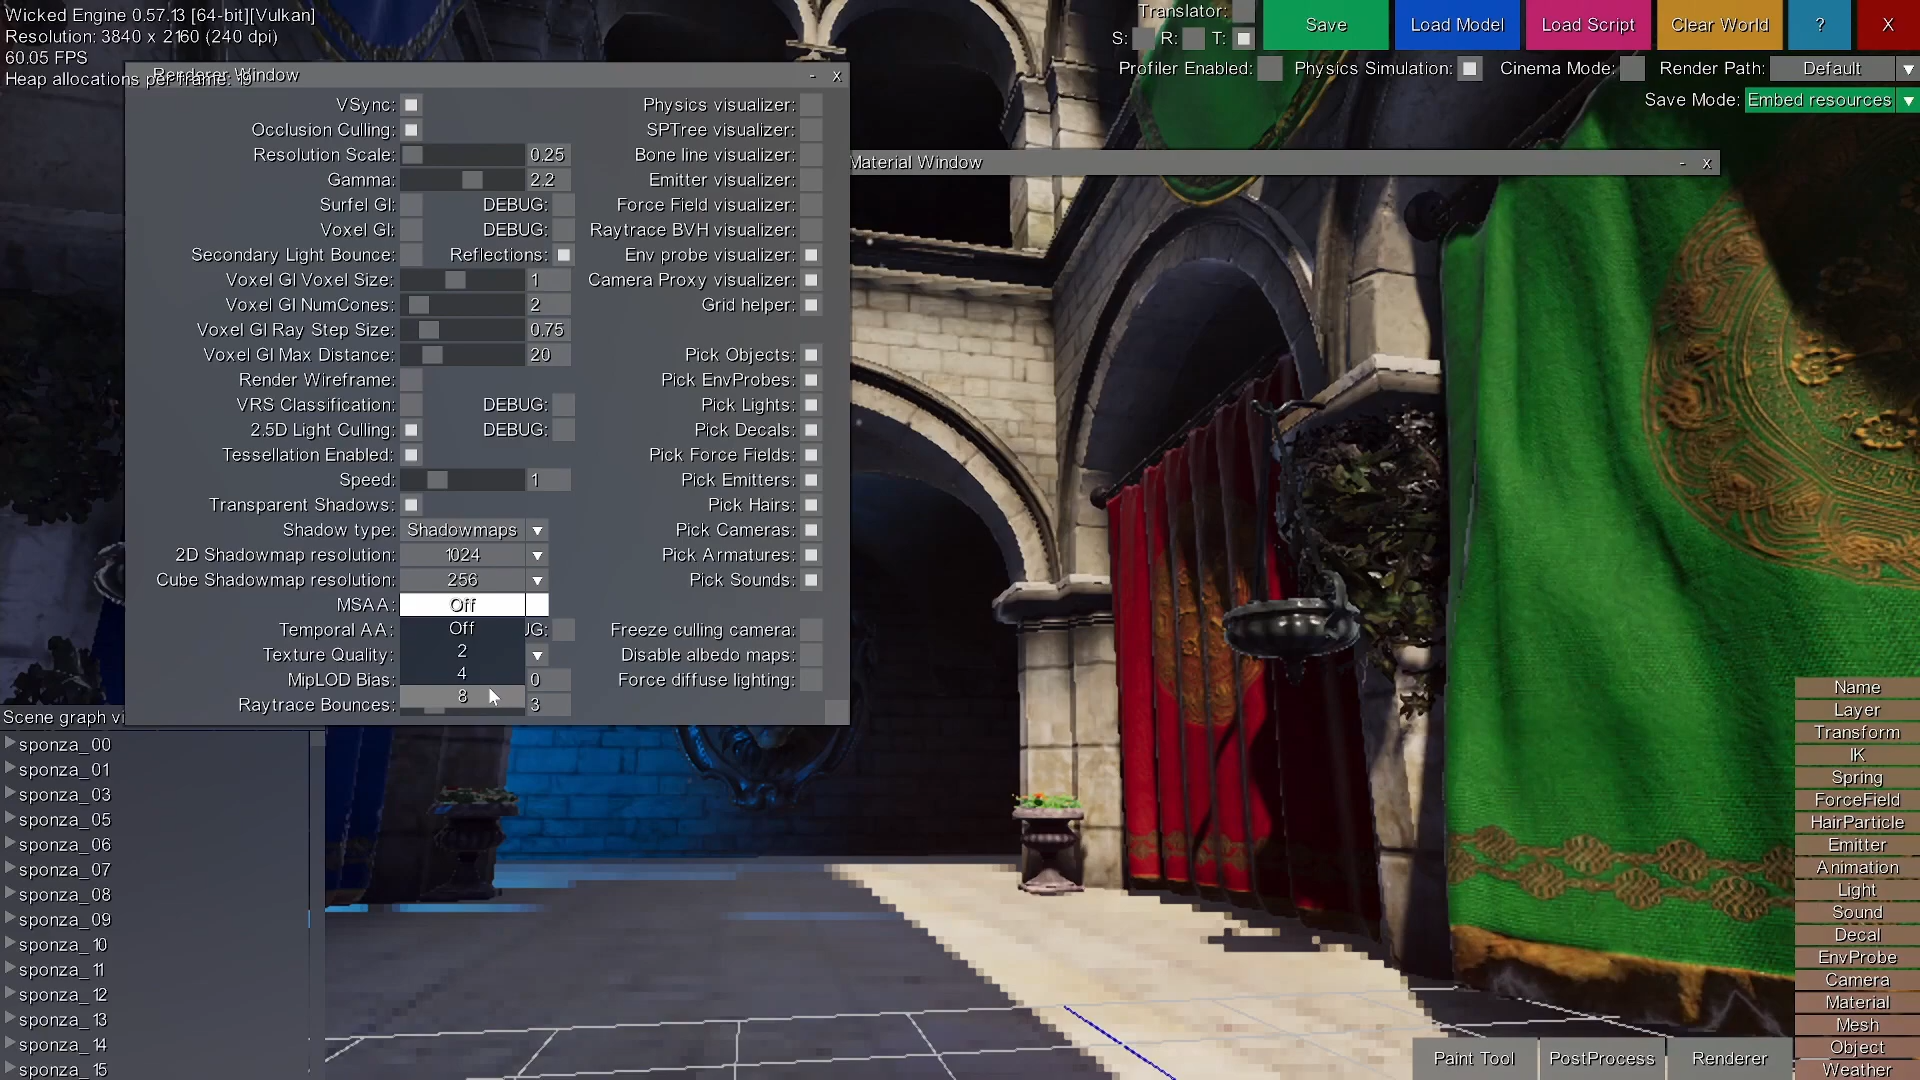 Wicked Engine 0.57.13 [64-bit][Vulkan]
Resolution: 3840 x 2160 (240 dpi)
60.05 FPS
Heap allocations per frame: 19
Translator:
S: R: T:
Save
Load Model
Load Script
Clear World
?
X
Profiler Enabled: Physics Simulation: Cinema Mode: Render Path: Default
Save Mode: Embed resources
Renderer Window - x
VSync:
Occlusion Culling:
Resolution Scale: 0.25
Gamma: 2.2
Surfel GI: DEBUG:
Voxel GI: DEBUG:
Secondary Light Bounce: Reflections:
Voxel GI Voxel Size: 1
Voxel GI NumCones: 2
Voxel GI Ray Step Size: 0.75
Voxel GI Max Distance: 20
Render Wireframe:
VRS Classification: DEBUG:
2.5D Light Culling: DEBUG:
Tessellation Enabled:
Speed: 1
Transparent Shadows:
Shadow type: Shadowmaps
2D Shadowmap resolution: 1024
Cube Shadowmap resolution: 256
MSAA: Off
Off
2
4
8
Temporal AA: UG:
Texture Quality:
MipLOD Bias: 0
Raytrace Bounces: 3
Physics visualizer:
SPTree visualizer:
Bone line visualizer:
Emitter visualizer:
Force Field visualizer:
Raytrace BVH visualizer:
Env probe visualizer:
Camera Proxy visualizer:
Grid helper:
Pick Objects:
Pick EnvProbes:
Pick Lights:
Pick Decals:
Pick Force Fields:
Pick Emitters:
Pick Hairs:
Pick Cameras:
Pick Armatures:
Pick Sounds:
Freeze culling camera:
Disable albedo maps:
Force diffuse lighting:
Material Window - x
Scene graph vi
sponza_00
sponza_01
sponza_03
sponza_05
sponza_06
sponza_07
sponza_08
sponza_09
sponza_10
sponza_11
sponza_12
sponza_13
sponza_14
sponza_15
Name
Layer
Transform
IK
Spring
ForceField
HairParticle
Emitter
Animation
Light
Sound
Decal
EnvProbe
Camera
Material
Mesh
Object
Weather
Paint Tool
PostProcess
Renderer